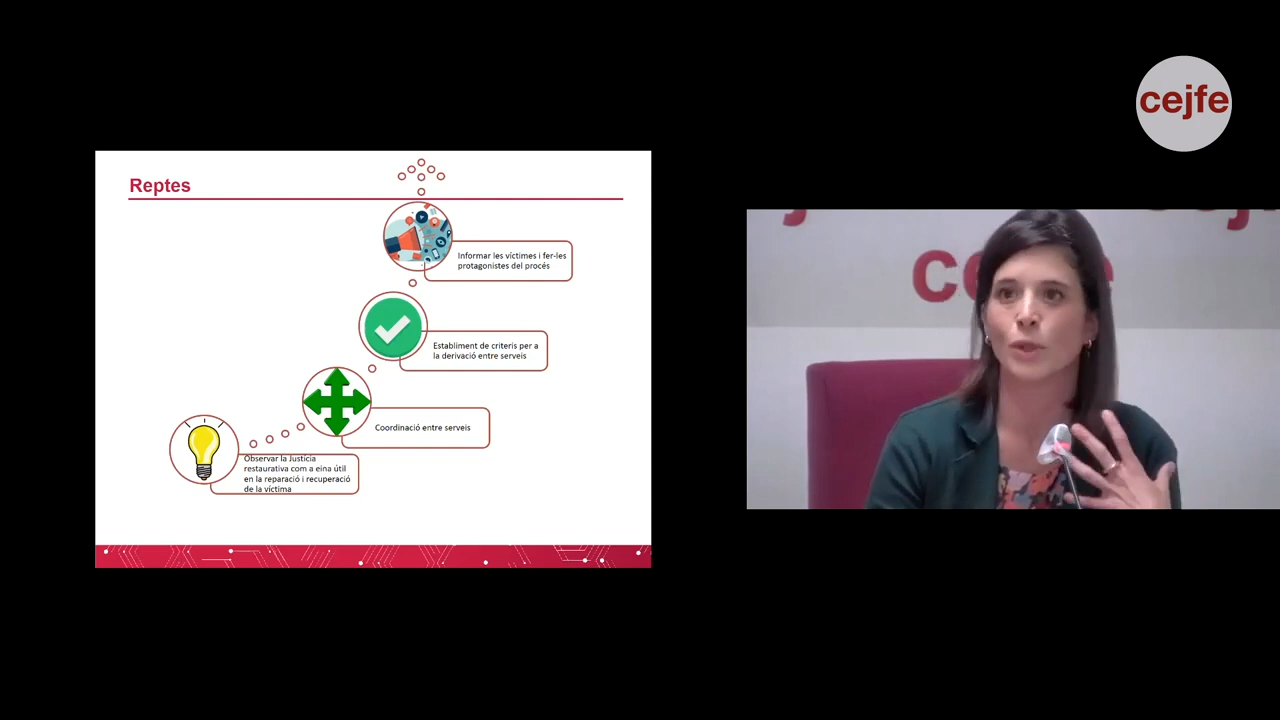 cejfe
Reptes
Informar les víctimes i fer-les
protagonistes del procés
Establiment de criteris per a
la derivació entre serveis
Coordinació entre serveis
Observar la Justícia
restaurativa com a eina útil
en la reparació i recuperació
de la víctima